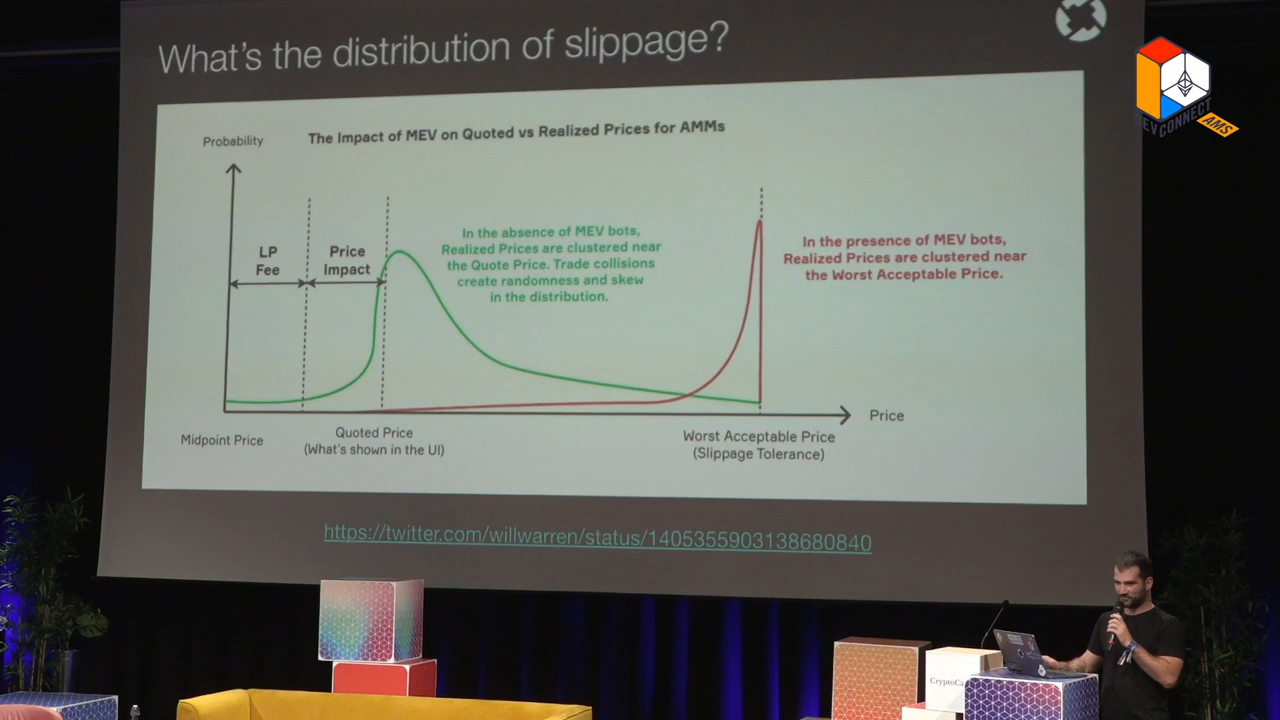 What's the distribution of slippage?
The Impact of MEV on Quoted vs Realized Prices for AMMs
Probability
LP
Fee
Price
Impact
In the absence of MEV bots,
Realized Prices are clustered near
the Quote Price. Trade collisions
create randomness and skew
in the distribution.
In the presence of MEV bots,
Realized Prices are clustered near
the Worst Acceptable Price.
Price
Midpoint Price
Quoted Price
(What's shown in the UI)
Worst Acceptable Price
(Slippage Tolerance)
https://twitter.com/willwarren/status/1405355903138680840
DEVCONNECT
AMS
CryptoCa